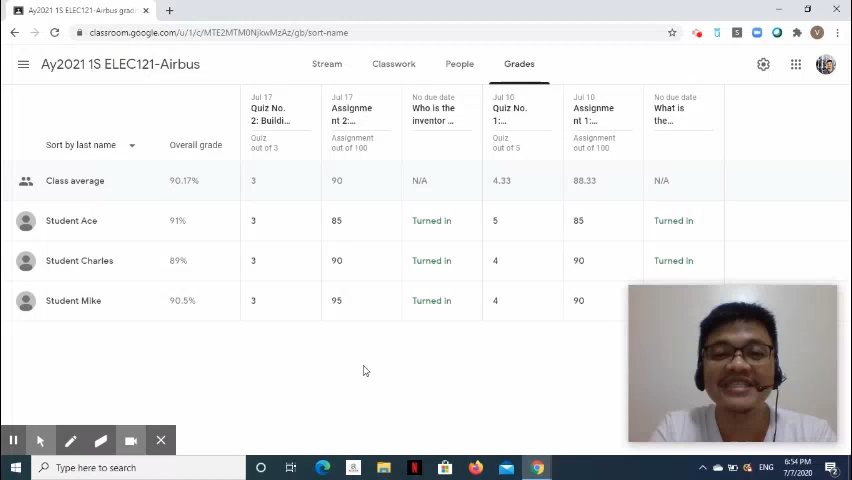 Ay2021 1S ELEC121-Airbus grad
classroom.google.com/u/1/c/MTE2MTM0NjkwMzAz/gb/sort-name
V
Ay2021 1S ELEC121-Airbus
Stream Classwork People Grades
Jul 17 Jul 17 No due date Jul 10 Jul 10 No due date
Quiz No. Assignme Who is the Quiz No. Assignme What is
2: Buildi... nt 2:... inventor ... 1:... nt 1:... the...
Quiz Assignment Quiz Assignment
out of 3 out of 100 out of 5 out of 100
Sort by last name Overall grade
Class average 90.17% 3 90 N/A 4.33 88.33 N/A
Student Ace 91% 3 85 Turned in 5 85 Turned in
Student Charles 89% 3 90 Turned in 4 90 Turned in
Student Mike 90.5% 3 95 Turned in 4 90
Type here to search
ENG
6:54 PM
7/7/2020
2